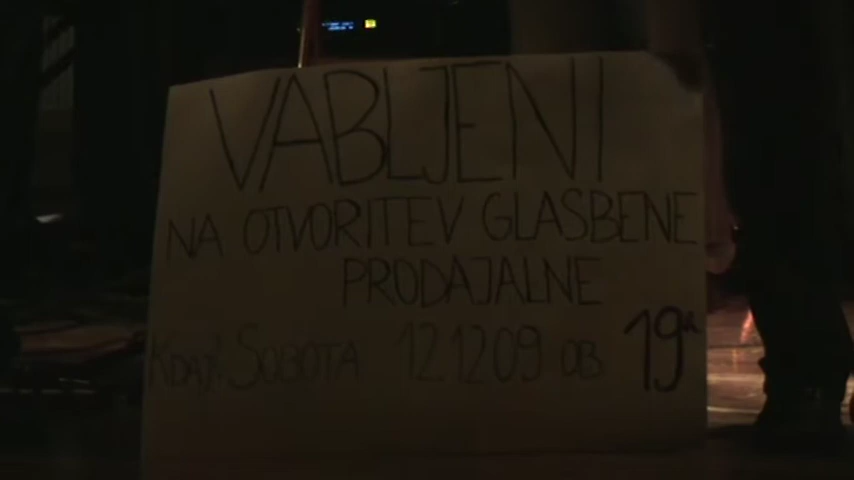 VABLJENI
NA OTVORITEV GLASBENE
PRODAJALNE
KDAJ? SOBOTA 12.12.09 OB 19h